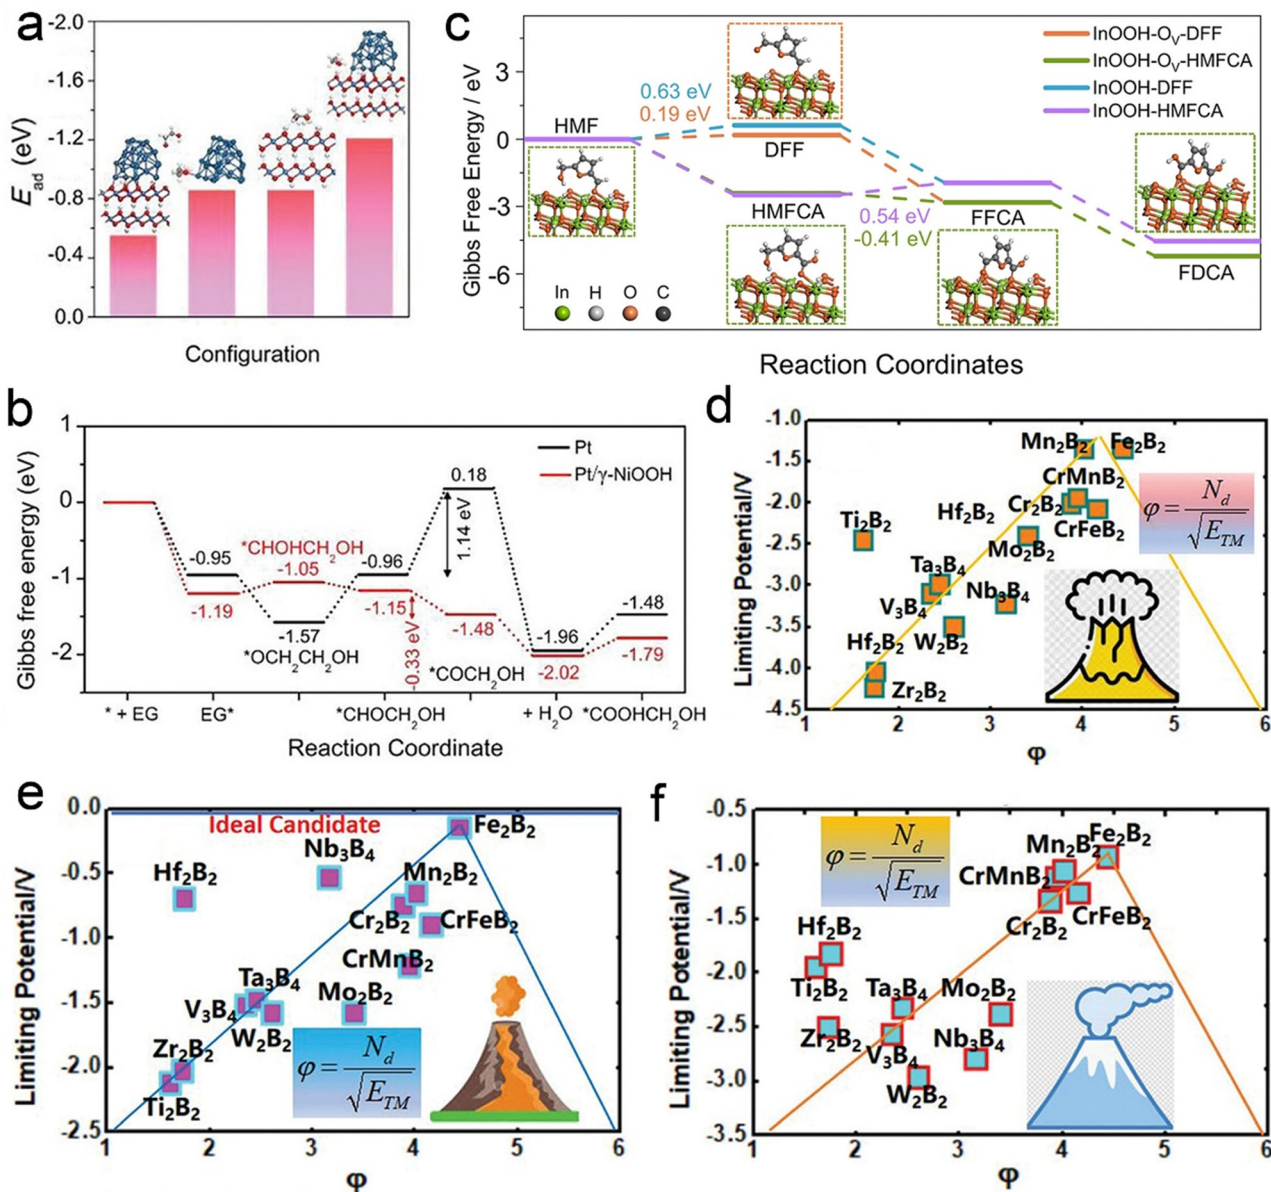 a
-2.0
-1.6
-1.2
-0.8
-0.4
0.0
E_ad (eV)
Configuration
c
Gibbs Free Energy / eV
3
0
-3
-6
InOOH-O_V-DFF
InOOH-O_V-HMFCA
InOOH-DFF
InOOH-HMFCA
0.63 eV
0.19 eV
HMF
DFF
HMFCA
0.54 eV
-0.41 eV
FFCA
FDCA
In H O C
Reaction Coordinates
b
Gibbs free energy (eV)
1
0
-1
-2
Pt
Pt/γ-NiOOH
0.18
1.14 eV
-0.95
*CHOHCH₂OH
-1.05
-0.96
-1.19
-1.15
-1.57
*OCH₂CH₂OH
-0.33 eV
-1.48
*COCH₂OH
-1.96
-2.02
-1.48
-1.79
* + EG EG* *CHOCH₂OH + H₂O *COOHCH₂OH
Reaction Coordinate
d
Limiting Potential/V
-1.0
-1.5
-2.0
-2.5
-3.0
-3.5
-4.0
-4.5
Mn₂B₂ Fe₂B₂
CrMnB₂
Cr₂B₂
Hf₂B₂
CrFeB₂
Ti₂B₂
Mo₂B₂
Ta₃B₄
Nb₃B₄
V₃B₄
W₂B₂
Hf₂B₂
Zr₂B₂
φ = N_d / √E_TM
1 2 3 4 5 6
φ
e
Limiting Potential/V
0.0
-0.5
-1.0
-1.5
-2.0
-2.5
Ideal Candidate
Fe₂B₂
Nb₃B₄
Hf₂B₂
Mn₂B₂
Cr₂B₂
CrFeB₂
CrMnB₂
Ta₃B₄
Mo₂B₂
V₃B₄
W₂B₂
Zr₂B₂
Ti₂B₂
φ = N_d / √E_TM
2 3 4 5 6
φ
f
Limiting Potential/V
-0.5
-1.0
-1.5
-2.0
-2.5
-3.0
-3.5
φ = N_d / √E_TM
Fe₂B₂
Mn₂B₂
CrMnB₂
CrFeB₂
Cr₂B₂
Hf₂B₂
Ti₂B₂
Ta₃B₄
Mo₂B₂
Zr₂B₂
Nb₃B₄
V₃B₄
W₂B₂
1 2 3 4 5 6
φ